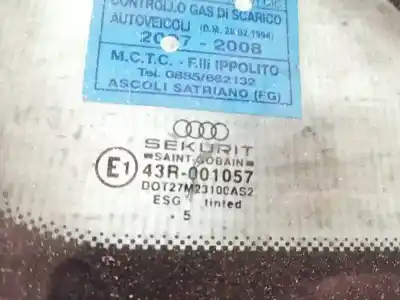 CONTROLLO GAS DI SCARICO
AUTOVEICOLI (D.M. 28.02.1994)
2007 - 2008
M.C.T.C. - F.lli IPPOLITO
Tel. 0885/662132
ASCOLI SATRIANO (FG)
SEKURIT
SAINT-GOBAIN
E1 43R-001057
DOT27M23100AS2
ESG tinted
. 5